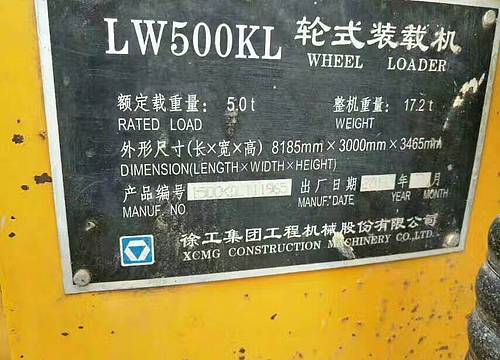 LW500KL 轮式装载机
WHEEL LOADER
额定载重量: 5.0t 整机重量: 17.2t
RATED LOAD WEIGHT
外形尺寸(长×宽×高) 8185mm×3000mm×3465mm
DIMENSION(LENGTH×WIDTH×HEIGHT)
产品编号 出厂日期 年 月
MANUF. NO MANUF. DATE YEAR MONTH
徐工集团工程机械股份有限公司
XCMG CONSTRUCTION MACHINERY CO.,LTD.